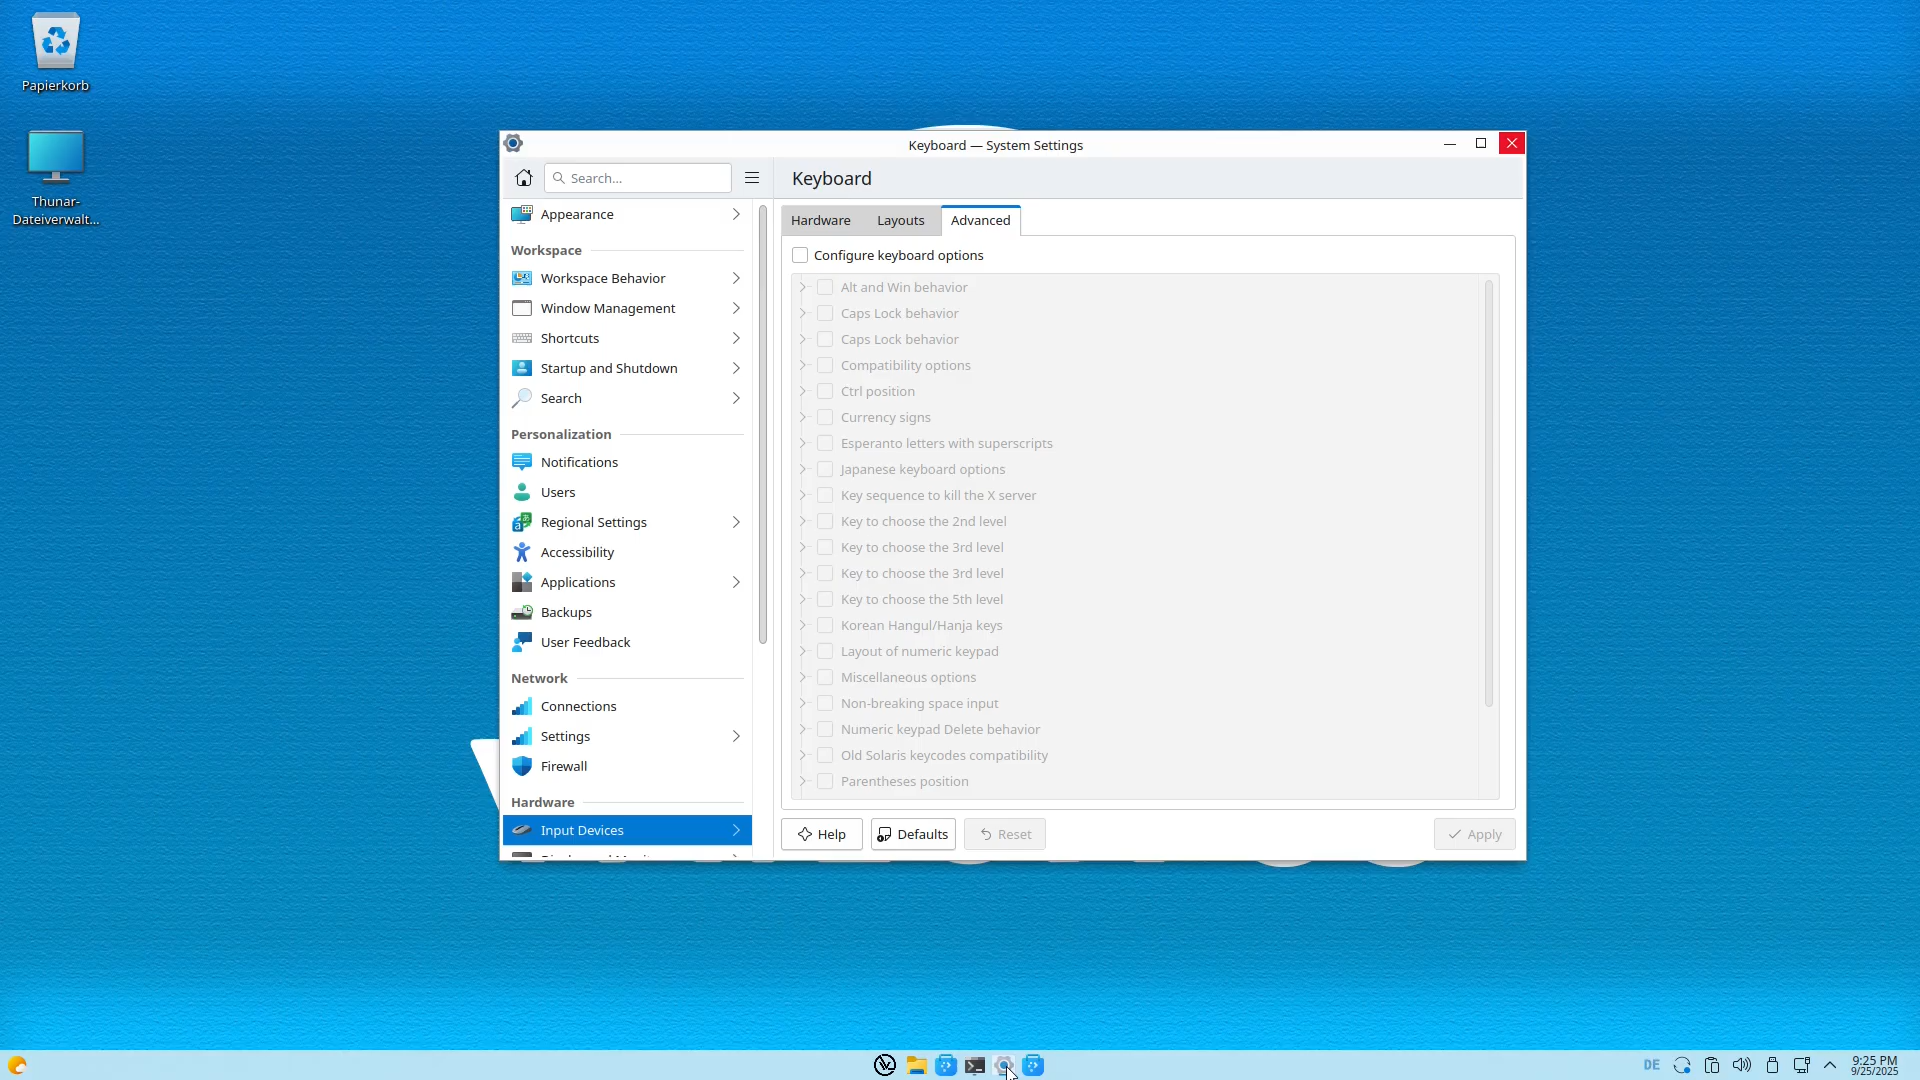 Papierkorb
Thunar-
Dateiverwalt...
Keyboard — System Settings
Search...
Keyboard
Appearance
Workspace
Workspace Behavior
Window Management
Shortcuts
Startup and Shutdown
Search
Personalization
Notifications
Users
Regional Settings
Accessibility
Applications
Backups
User Feedback
Network
Connections
Settings
Firewall
Hardware
Input Devices
Hardware Layouts Advanced
Configure keyboard options
Alt and Win behavior
Caps Lock behavior
Caps Lock behavior
Compatibility options
Ctrl position
Currency signs
Esperanto letters with superscripts
Japanese keyboard options
Key sequence to kill the X server
Key to choose the 2nd level
Key to choose the 3rd level
Key to choose the 3rd level
Key to choose the 5th level
Korean Hangul/Hanja keys
Layout of numeric keypad
Miscellaneous options
Non-breaking space input
Numeric keypad Delete behavior
Old Solaris keycodes compatibility
Parentheses position
Help Defaults Reset Apply
DE
9:25 PM
9/25/2025